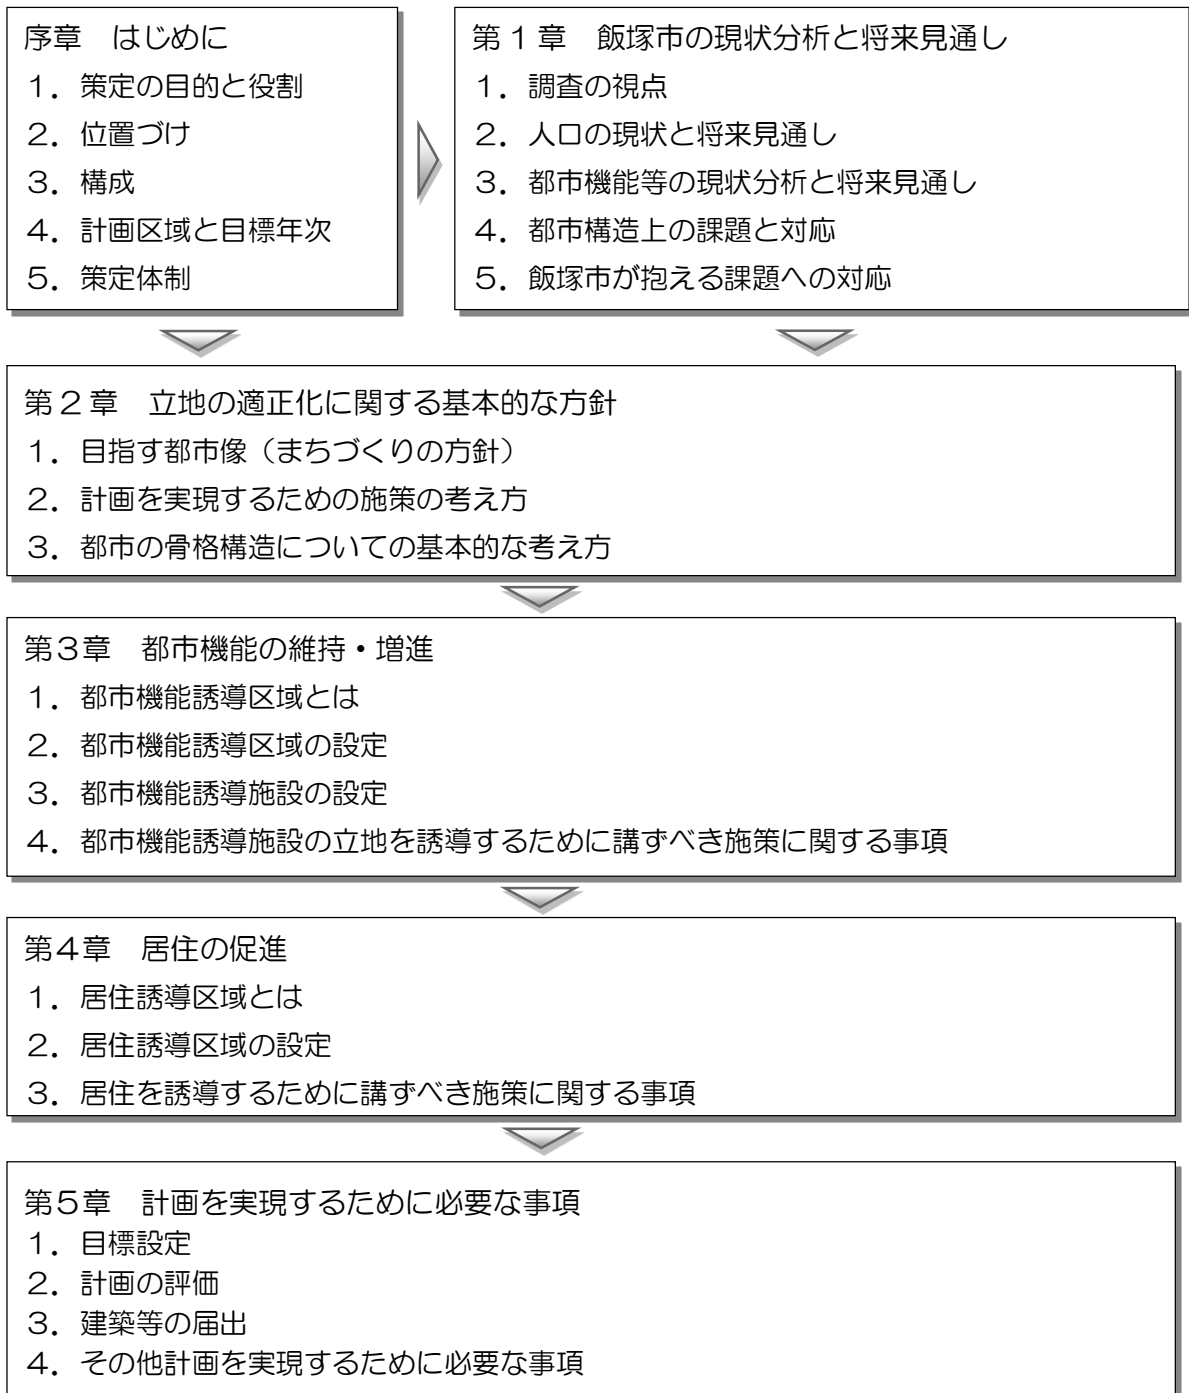 序章　はじめに
１．策定の目的と役割
２．位置づけ
３．構成
４．計画区域と目標年次
５．策定体制
第１章　飯塚市の現状分析と将来見通し
１．調査の視点
２．人口の現状と将来見通し
３．都市機能等の現状分析と将来見通し
４．都市構造上の課題と対応
５．飯塚市が抱える課題への対応
第２章　立地の適正化に関する基本的な方針
１．目指す都市像（まちづくりの方針）
２．計画を実現するための施策の考え方
３．都市の骨格構造についての基本的な考え方
第３章　都市機能の維持・増進
１．都市機能誘導区域とは
２．都市機能誘導区域の設定
３．都市機能誘導施設の設定
４．都市機能誘導施設の立地を誘導するために講ずべき施策に関する事項
第４章　居住の促進
１．居住誘導区域とは
２．居住誘導区域の設定
３．居住を誘導するために講ずべき施策に関する事項
第５章　計画を実現するために必要な事項
１．目標設定
２．計画の評価
３．建築等の届出
４．その他計画を実現するために必要な事項